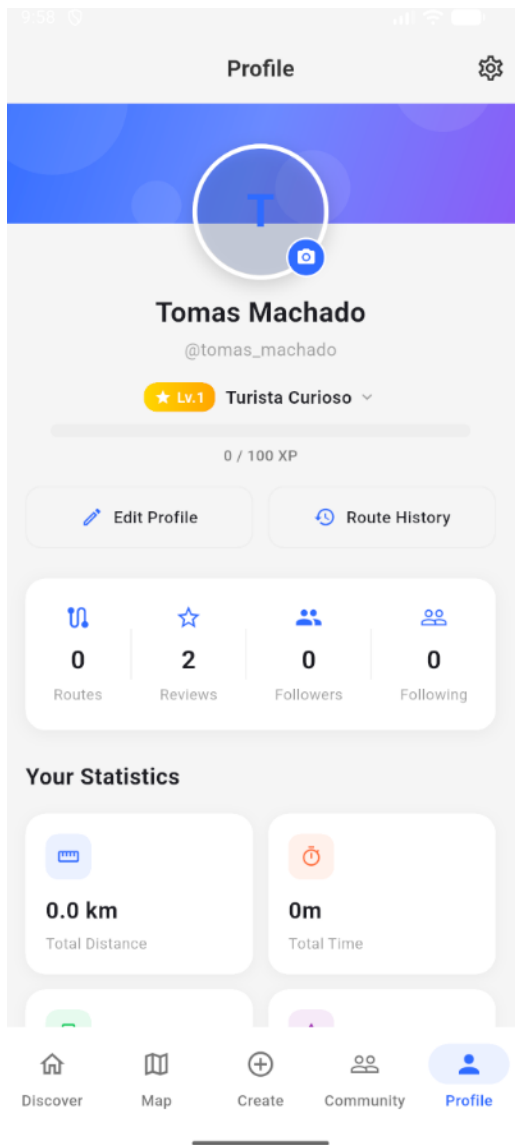 9:58
Profile
T
Tomas Machado
@tomas_machado
Lv.1 Turista Curioso
0 / 100 XP
Edit Profile Route History
0 2 0 0
Routes Reviews Followers Following
Your Statistics
0.0 km 0m
Total Distance Total Time
Discover Map Create Community Profile